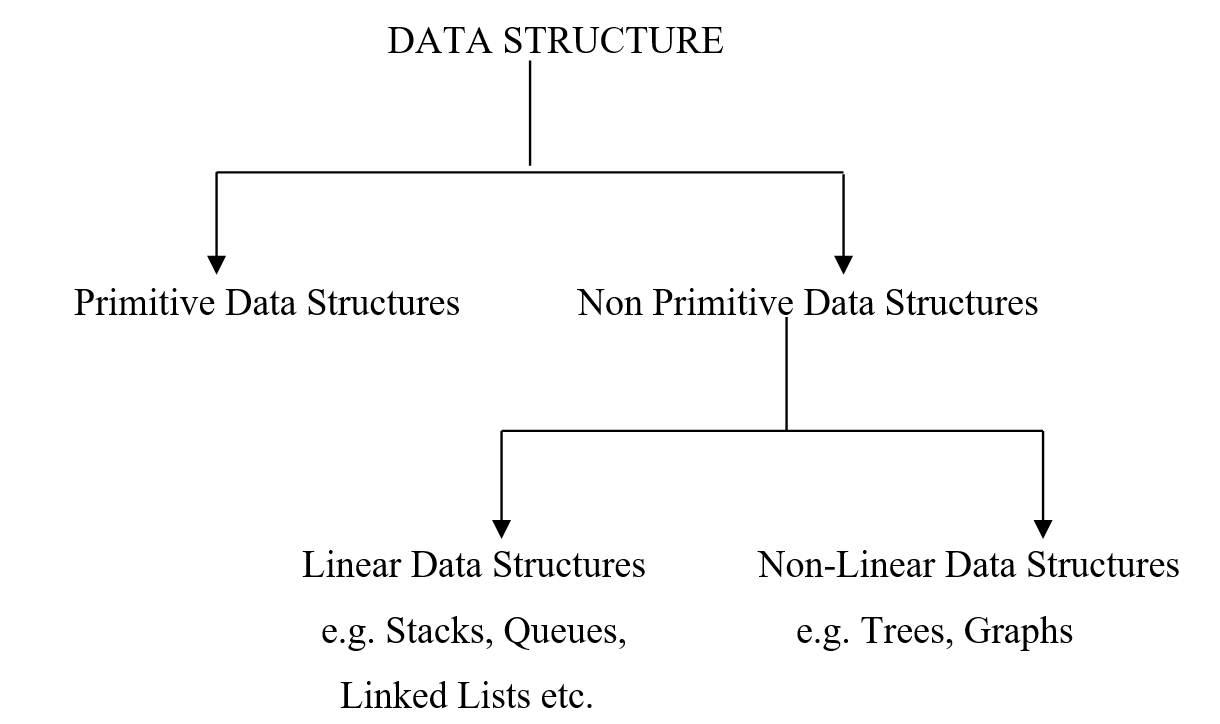 DATA STRUCTURE
Primitive Data Structures
Non Primitive Data Structures
Linear Data Structures
e.g. Stacks, Queues,
Linked Lists etc.
Non-Linear Data Structures
e.g. Trees, Graphs